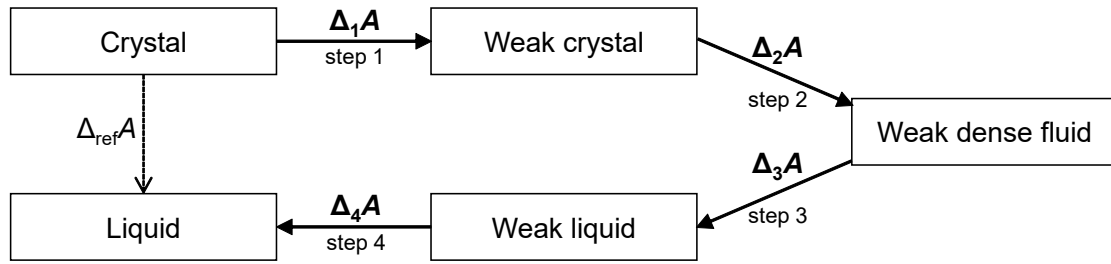 Crystal
Δ₁A
step 1
Weak crystal
Δ₂A
step 2
Weak dense fluid
Δ₃A
step 3
Weak liquid
Δ₄A
step 4
Liquid
ΔrefA